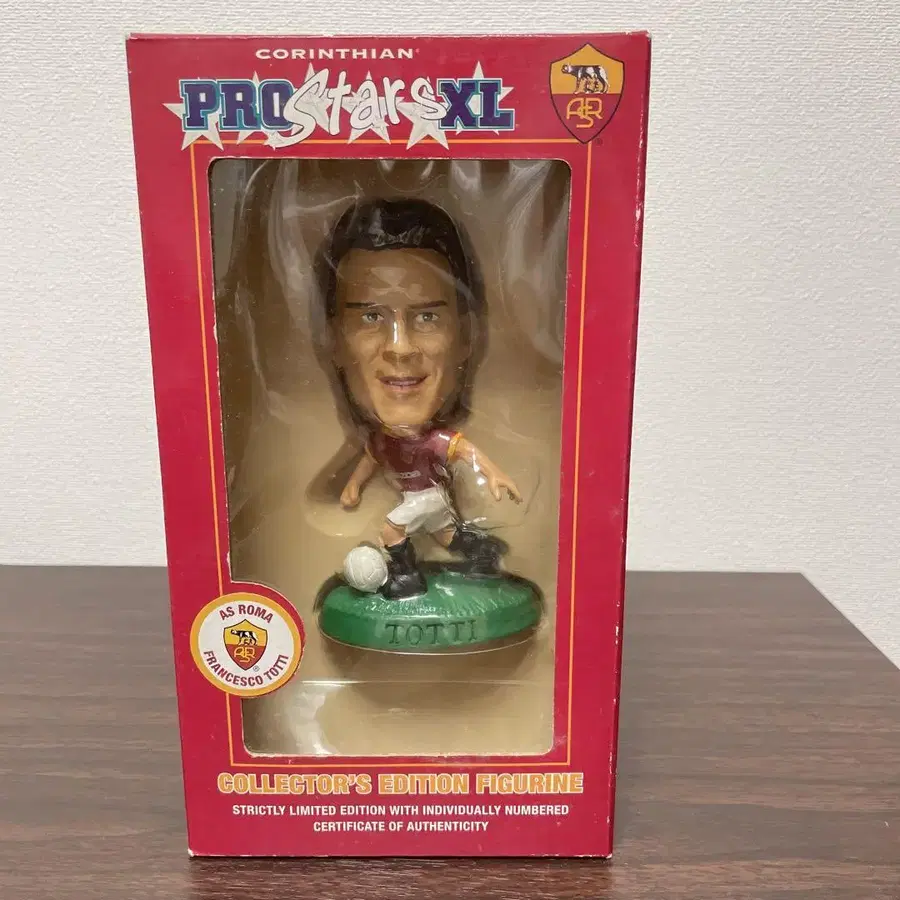 CORINTHIAN
PROStarsXL
ASR
®
AS ROMA
ASR
®
FRANCESCO TOTTI
TOTTI
COLLECTOR'S EDITION FIGURINE
STRICTLY LIMITED EDITION WITH INDIVIDUALLY NUMBERED
CERTIFICATE OF AUTHENTICITY